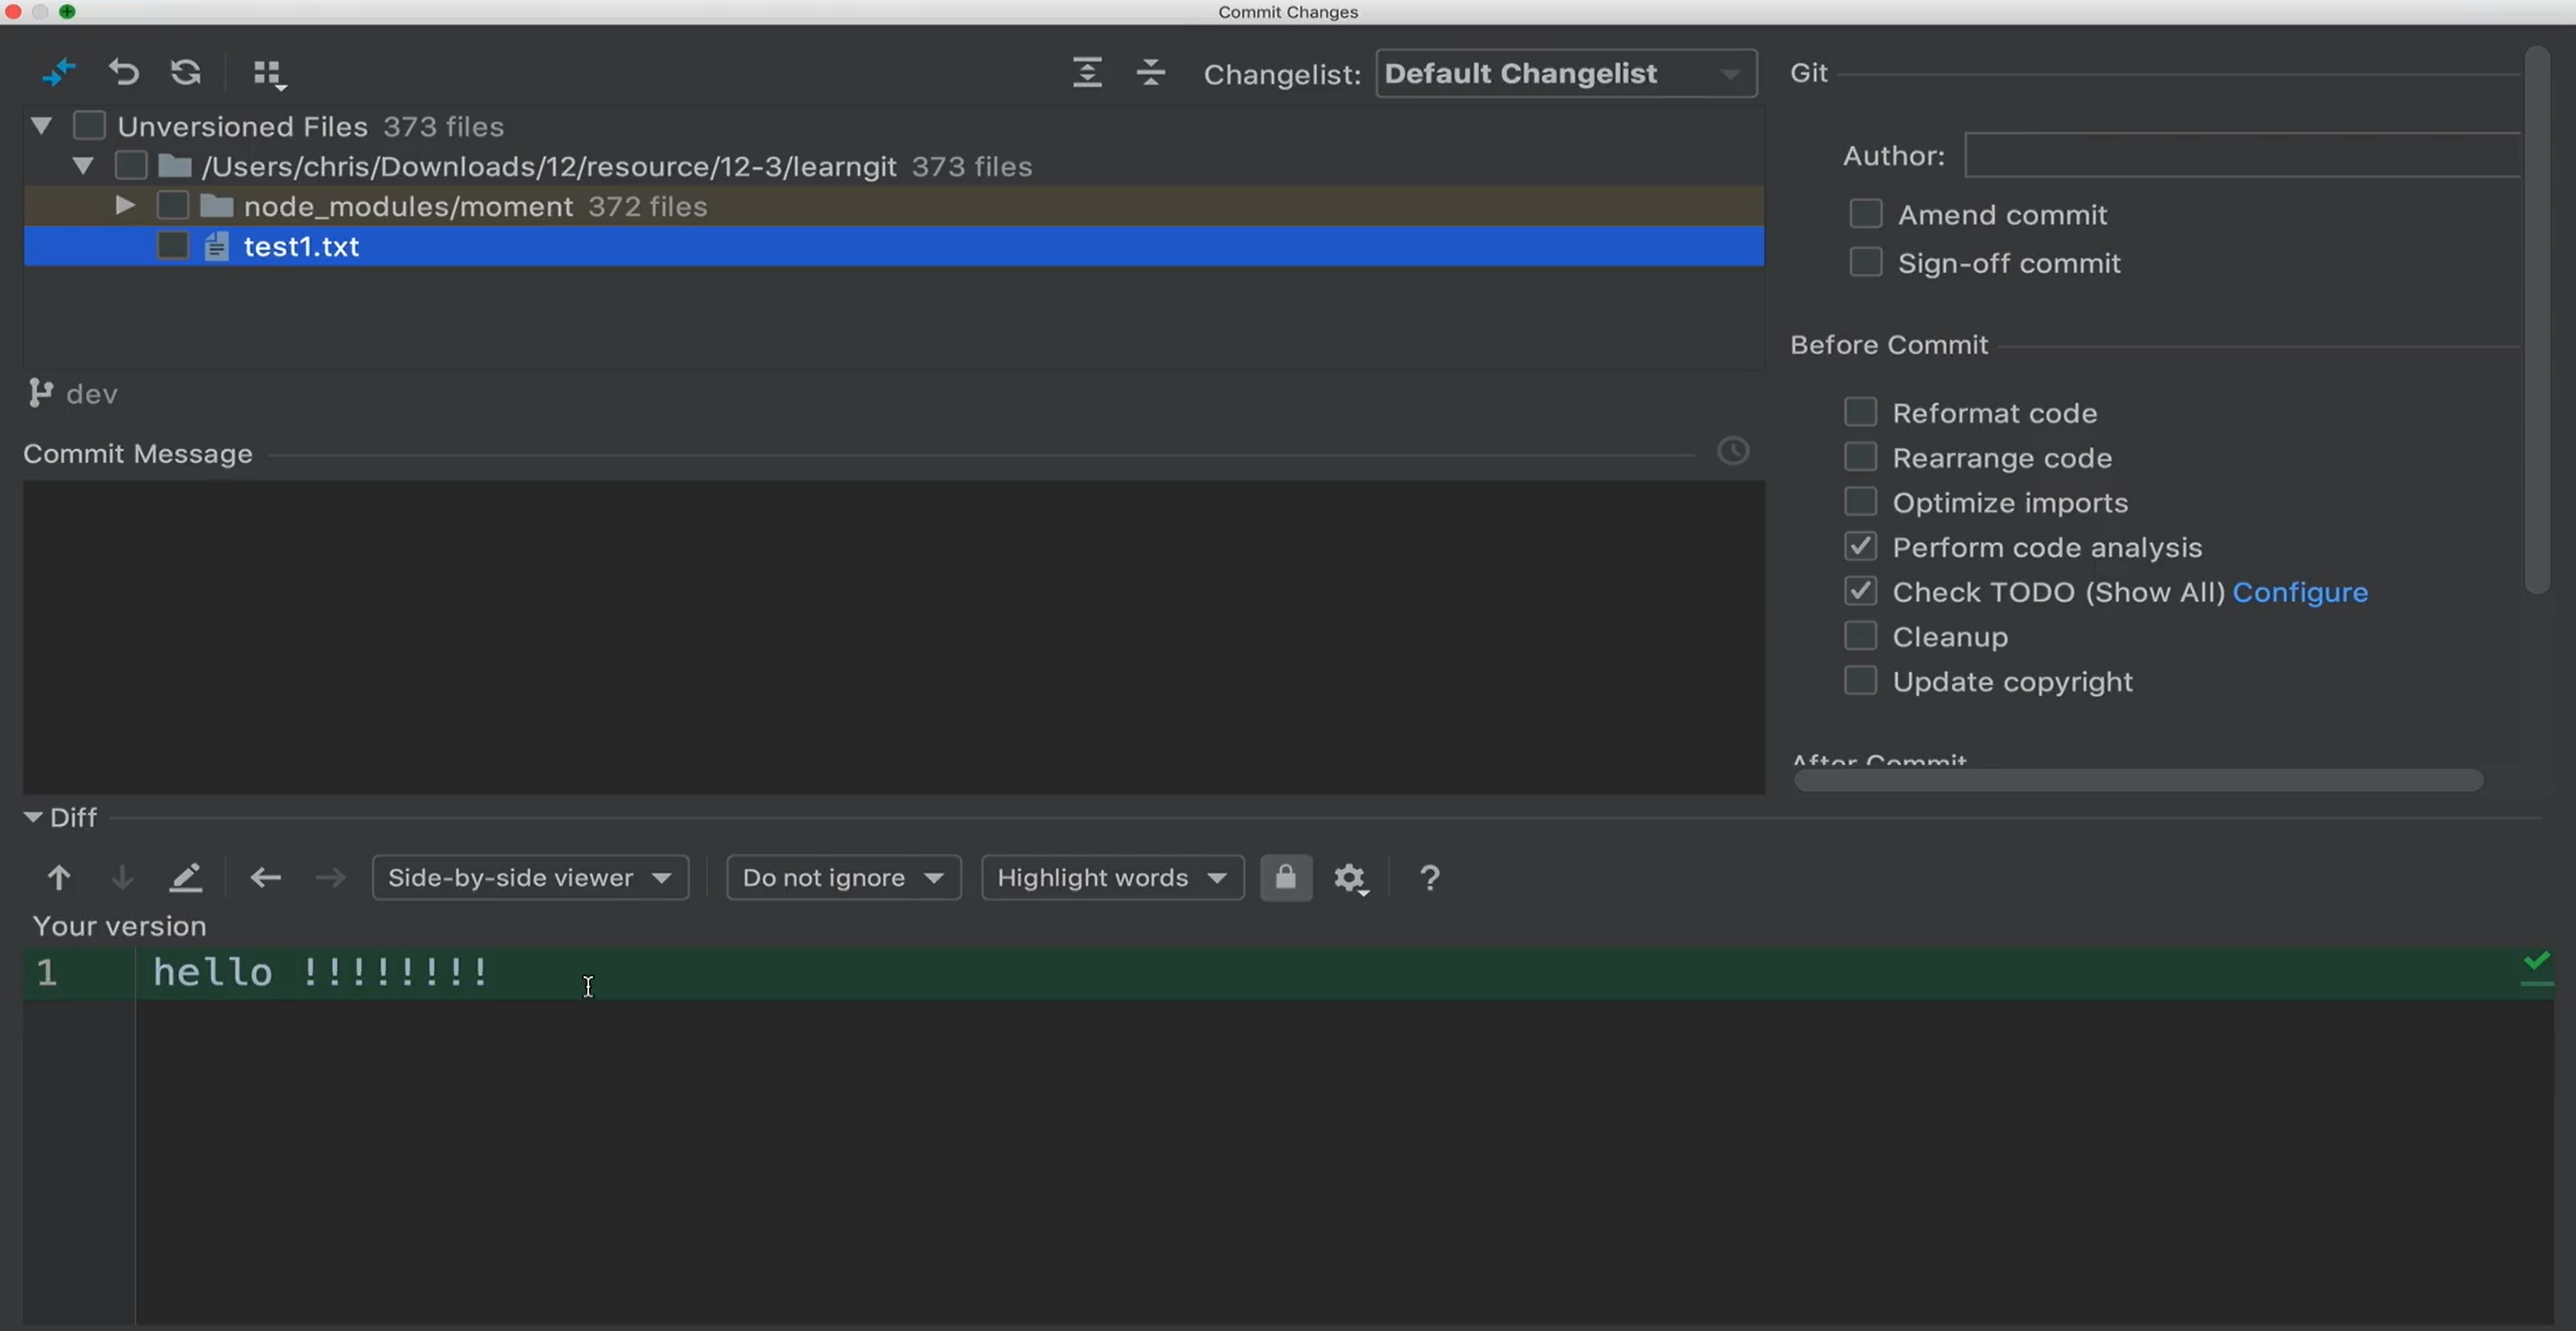 Commit Changes
Changelist: Default Changelist
Unversioned Files 373 files
/Users/chris/Downloads/12/resource/12-3/learngit 373 files
node_modules/moment 372 files
test1.txt
dev
Commit Message
Git
Author:
Amend commit
Sign-off commit
Before Commit
Reformat code
Rearrange code
Optimize imports
Perform code analysis
Check TODO (Show All) Configure
Cleanup
Update copyright
After Commit
Diff
Side-by-side viewer Do not ignore Highlight words ?
Your version
1 hello !!!!!!!!